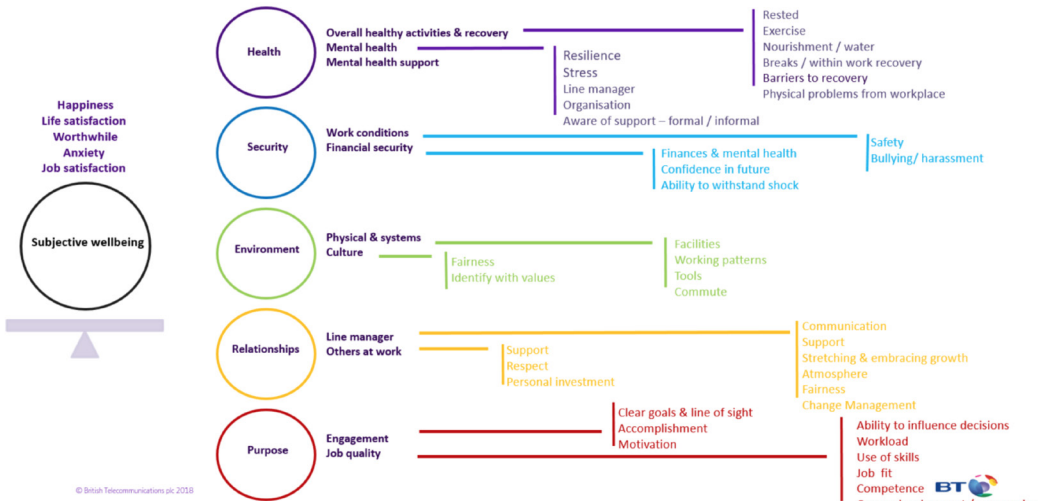 Happiness
Life satisfaction
Worthwhile
Anxiety
Job satisfaction
Subjective wellbeing
Health
Overall healthy activities & recovery
Mental health
Mental health support
Resilience
Stress
Line manager
Organisation
Aware of support – formal / informal
Rested
Exercise
Nourishment / water
Breaks / within work recovery
Barriers to recovery
Physical problems from workplace
Security
Work conditions
Financial security
Finances & mental health
Confidence in future
Ability to withstand shock
Safety
Bullying/ harassment
Environment
Physical & systems
Culture
Fairness
Identify with values
Facilities
Working patterns
Tools
Commute
Relationships
Line manager
Others at work
Support
Respect
Personal investment
Communication
Support
Stretching & embracing growth
Atmosphere
Fairness
Change Management
Purpose
Engagement
Job quality
Clear goals & line of sight
Accomplishment
Motivation
Ability to influence decisions
Workload
Use of skills
Job fit
Competence
BT
© British Telecommunications plc 2018